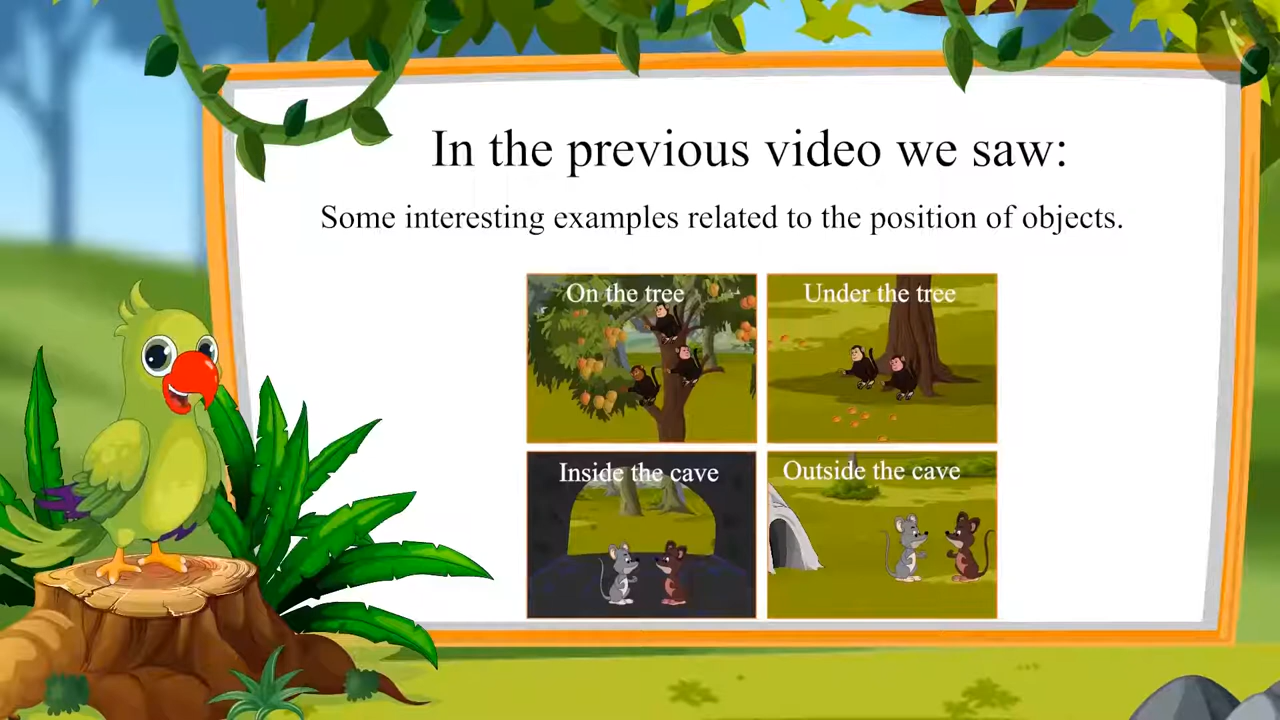 In the previous video we saw:
Some interesting examples related to the position of objects.
On the tree
Under the tree
Inside the cave
Outside the cave